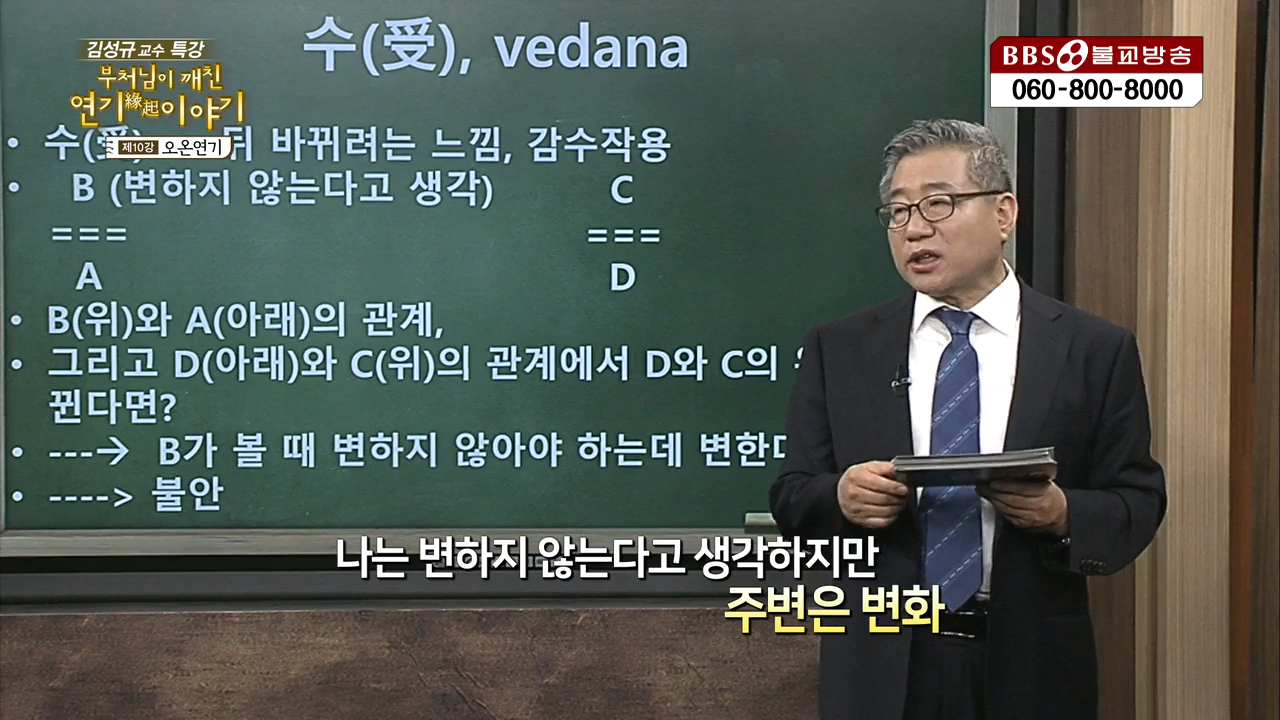 김성규 교수 특강
부처님이 깨친
연기緣起이야기
제10강 오온연기
BBS 불교방송
060-800-8000
수(受), vedana
• 수(受) 뒤 바뀌려는 느낌, 감수작용
• B (변하지 않는다고 생각) C
=== ===
A D
• B(위)와 A(아래)의 관계,
• 그리고 D(아래)와 C(위)의 관계에서 D와 C의
뀐다면?
• ---→ B가 볼 때 변하지 않아야 하는데
• ----> 불안
나는 변하지 않는다고 생각하지만
주변은 변화